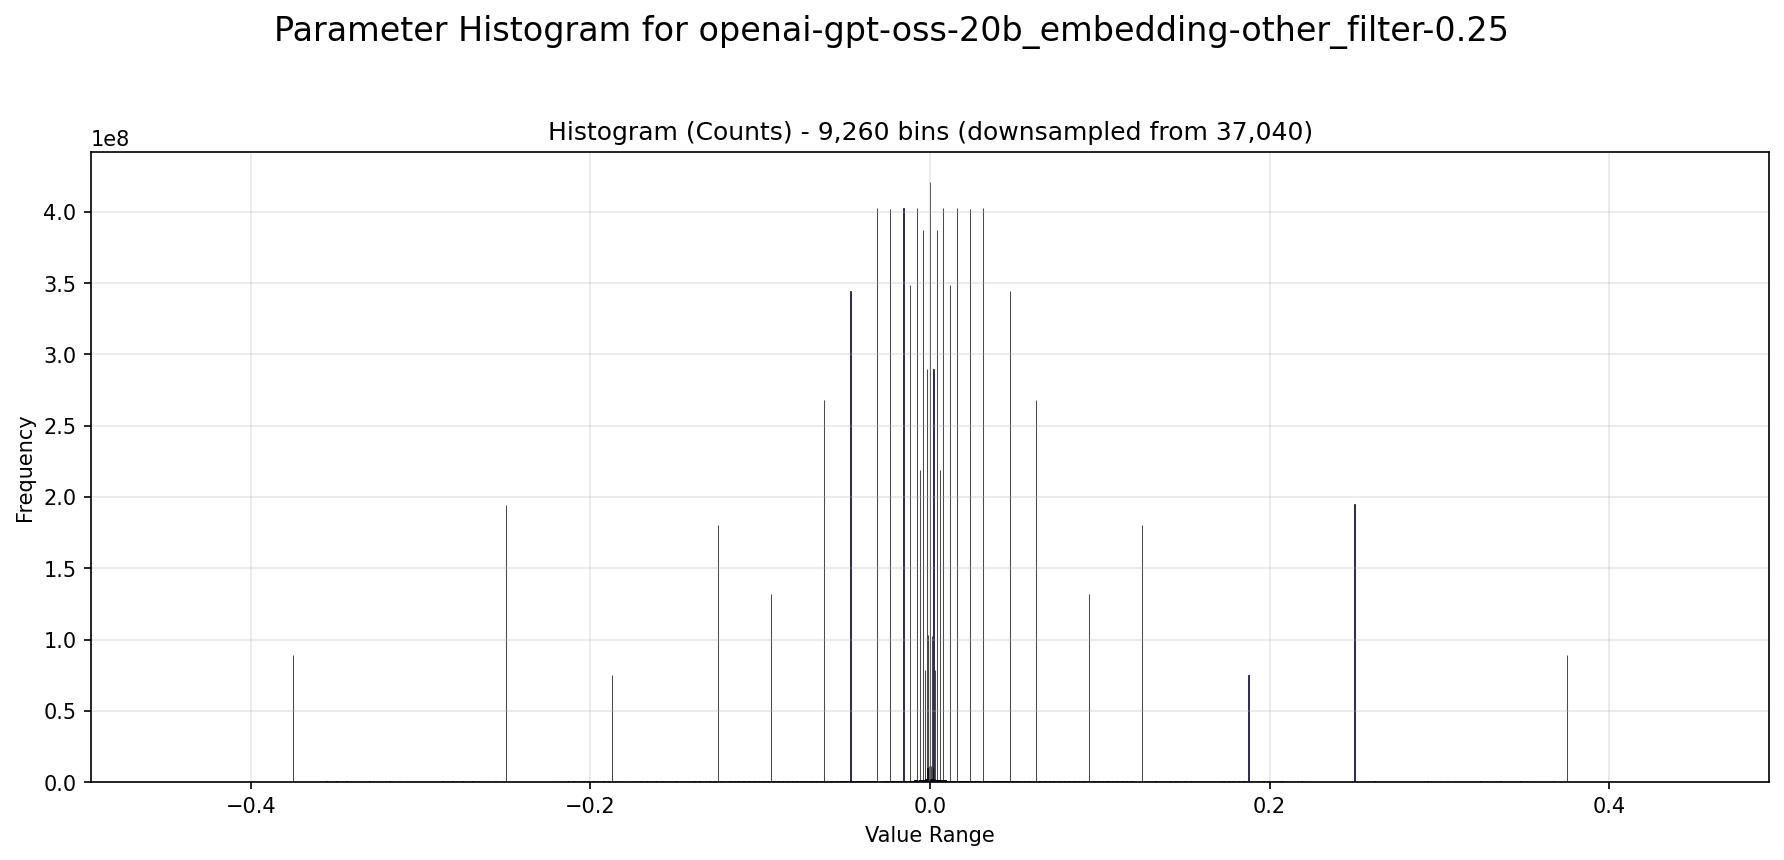 Parameter Histogram for openai-gpt-oss-20b_embedding-other_filter-0.25
Histogram (Counts) - 9,260 bins (downsampled from 37,040)
1e8
4.0
3.5
3.0
2.5
2.0
1.5
1.0
0.5
0.0
Frequency
−0.4
−0.2
0.0
0.2
0.4
Value Range